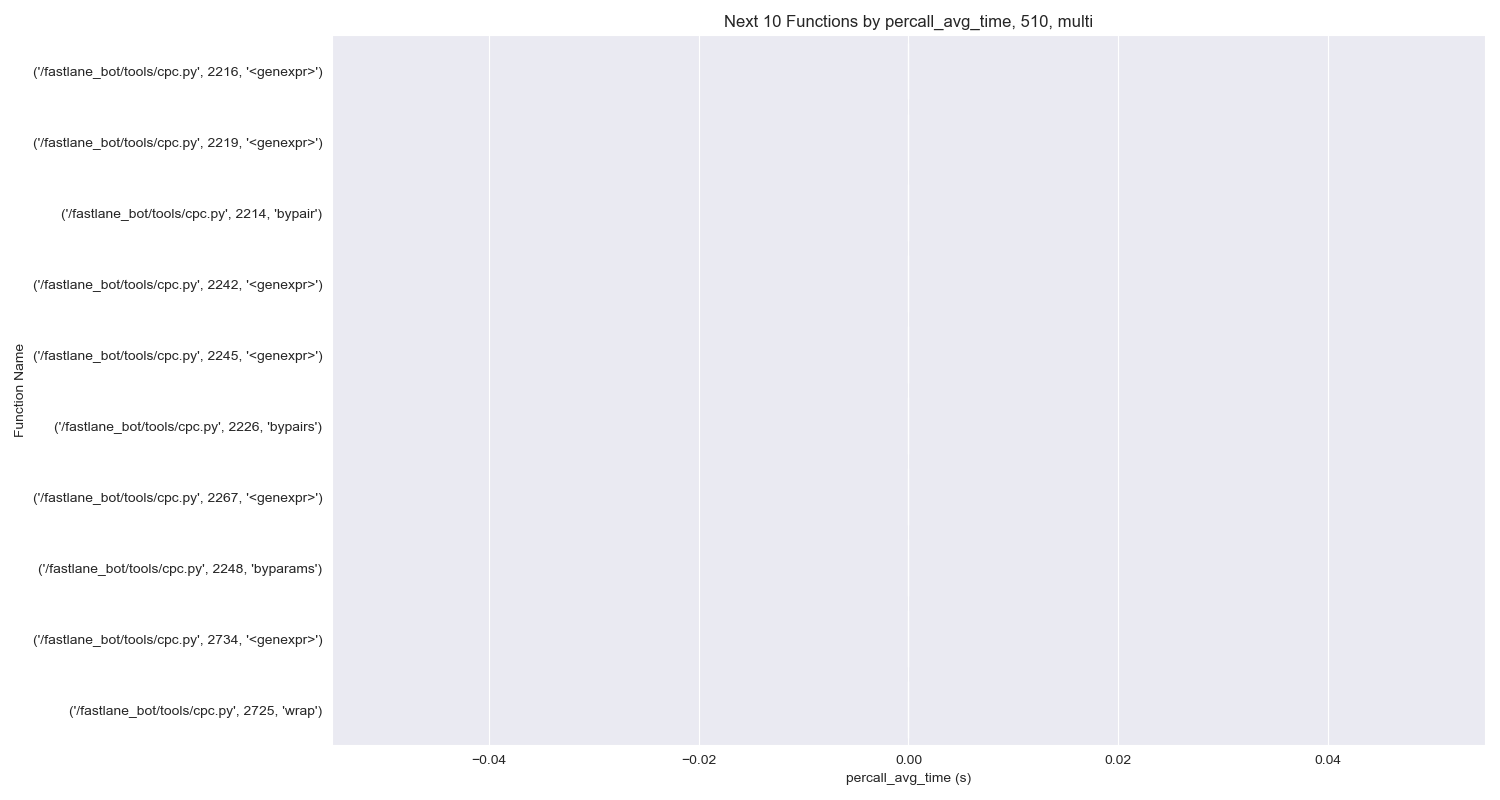 Next 10 Functions by percall_avg_time, 510, multi
Function Name
('/fastlane_bot/tools/cpc.py', 2216, '<genexpr>')
('/fastlane_bot/tools/cpc.py', 2219, '<genexpr>')
('/fastlane_bot/tools/cpc.py', 2214, 'bypair')
('/fastlane_bot/tools/cpc.py', 2242, '<genexpr>')
('/fastlane_bot/tools/cpc.py', 2245, '<genexpr>')
('/fastlane_bot/tools/cpc.py', 2226, 'bypairs')
('/fastlane_bot/tools/cpc.py', 2267, '<genexpr>')
('/fastlane_bot/tools/cpc.py', 2248, 'byparams')
('/fastlane_bot/tools/cpc.py', 2734, '<genexpr>')
('/fastlane_bot/tools/cpc.py', 2725, 'wrap')
−0.04 −0.02 0.00 0.02 0.04
percall_avg_time (s)